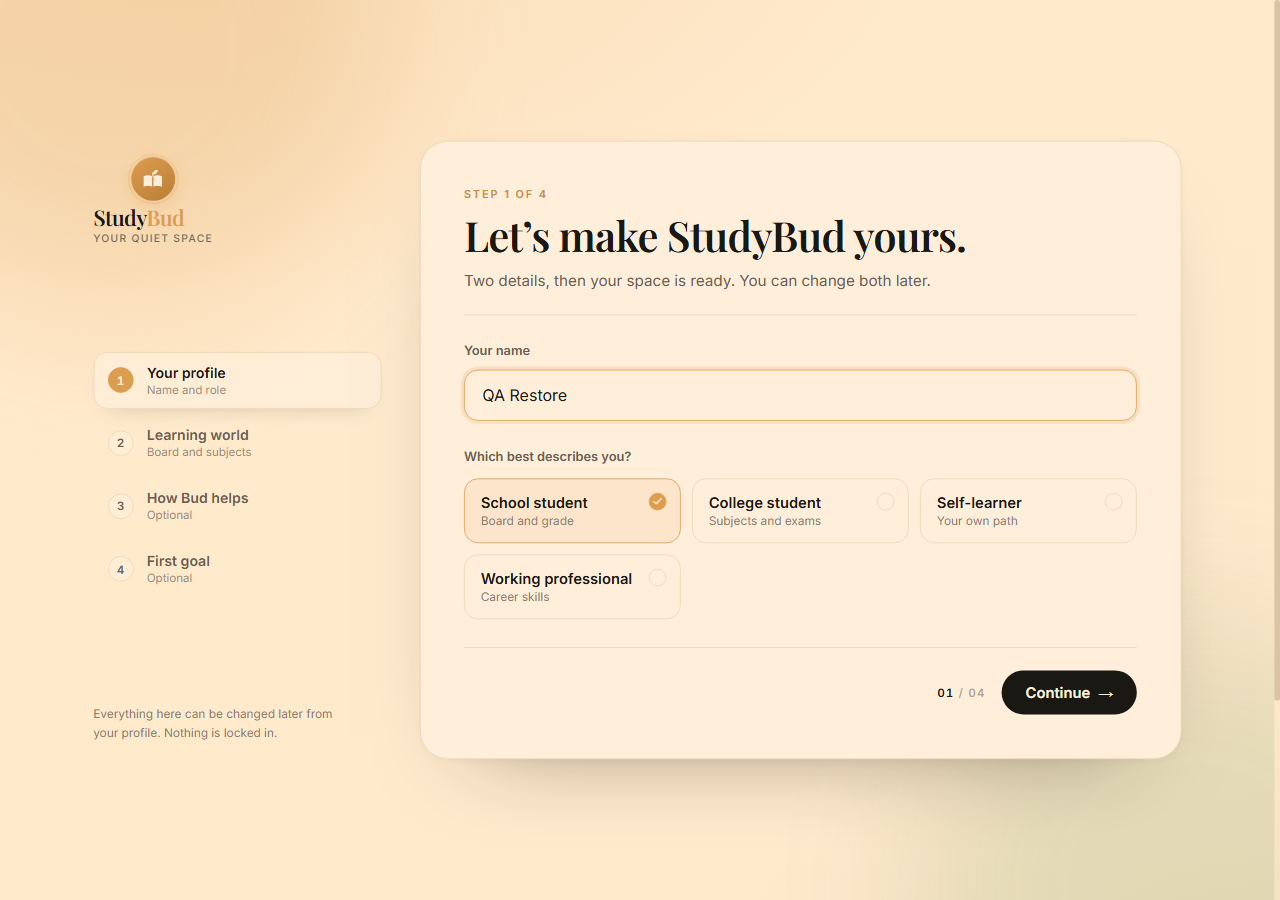 StudyBud
YOUR QUIET SPACE
1
Your profile
Name and role
2
Learning world
Board and subjects
3
How Bud helps
Optional
4
First goal
Optional
Everything here can be changed later from
your profile. Nothing is locked in.
STEP 1 OF 4
Let’s make StudyBud yours.
Two details, then your space is ready. You can change both later.
Your name
QA Restore
Which best describes you?
School student
Board and grade
College student
Subjects and exams
Self-learner
Your own path
Working professional
Career skills
01 / 04
Continue →